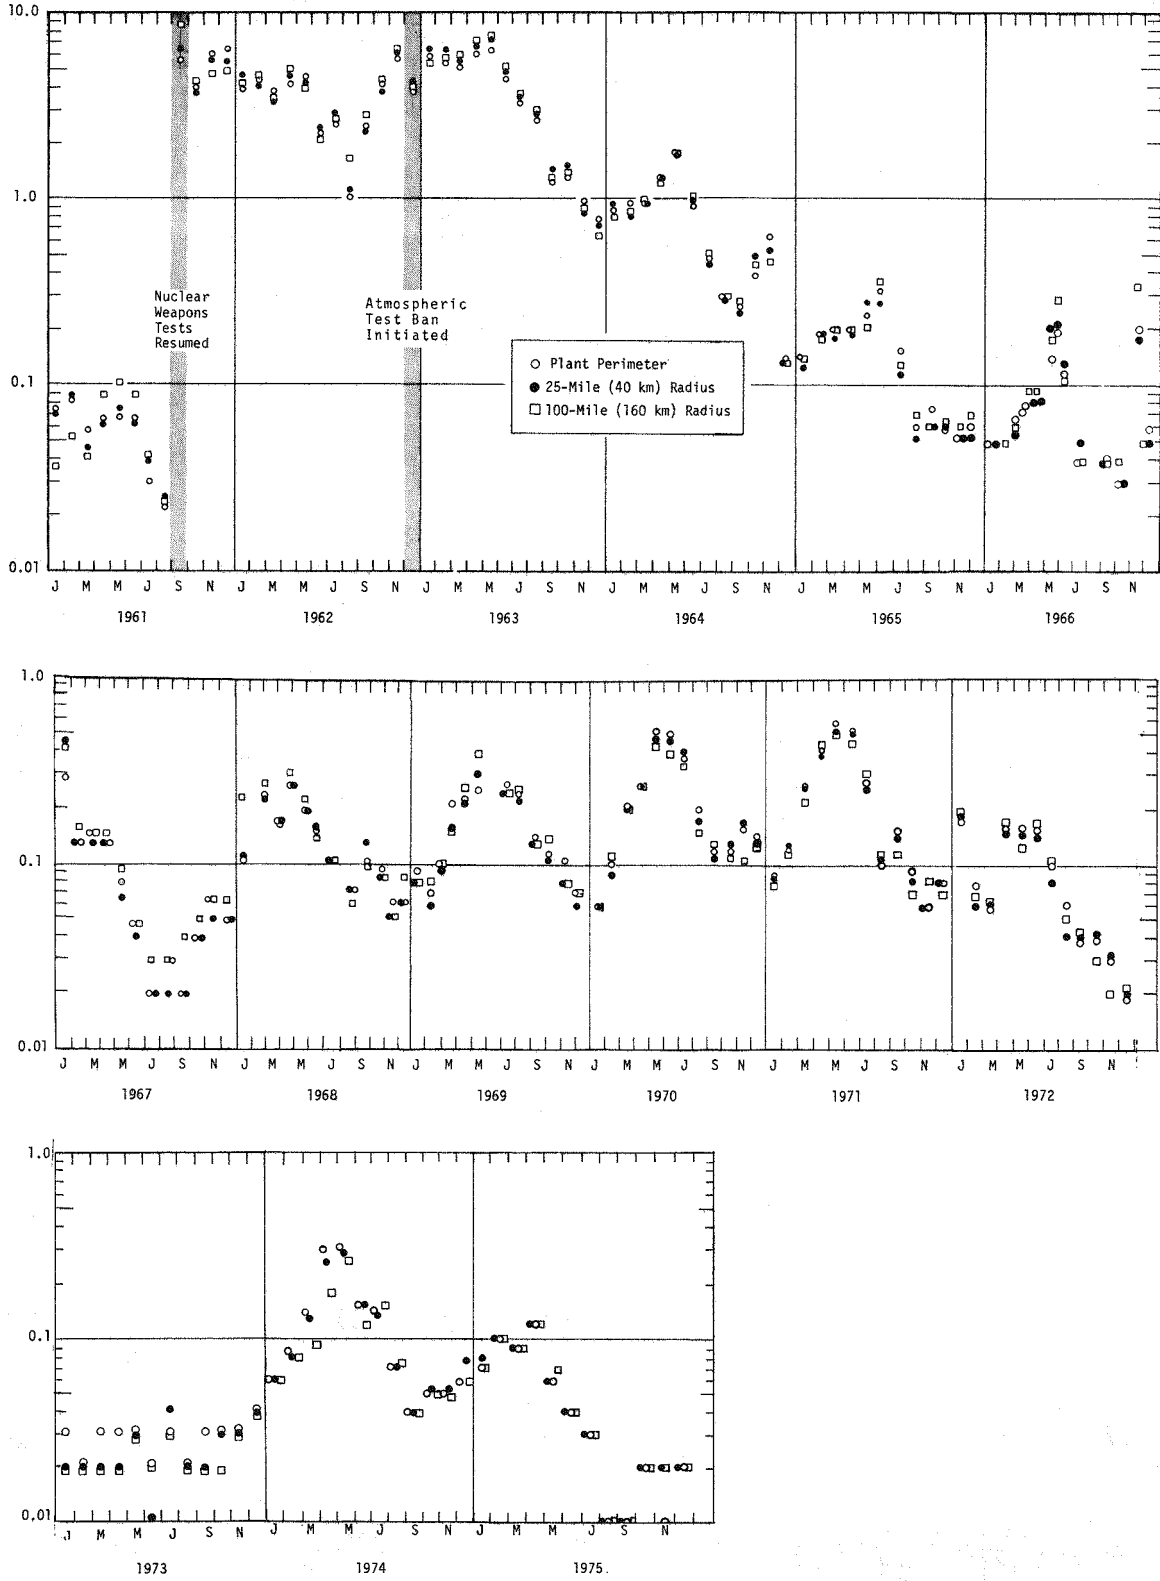 10.0
1.0
0.1
0.01
Nuclear
Weapons
Tests
Resumed
Atmospheric
Test Ban
Initiated
○ Plant Perimeter
● 25-Mile (40 km) Radius
□ 100-Mile (160 km) Radius
J M M J S N J M M J S N J M M J S N J M M J S N J M M J S N J M M J S N
1961 1962 1963 1964 1965 1966
1.0
0.1
0.01
J M M J S N J M M J S N J M M J S N J M M J S N J M M J S N J M M J S N
1967 1968 1969 1970 1971 1972
1.0
0.1
0.01
J M M J S N J M M J S N J M M J S N
1973 1974 1975.